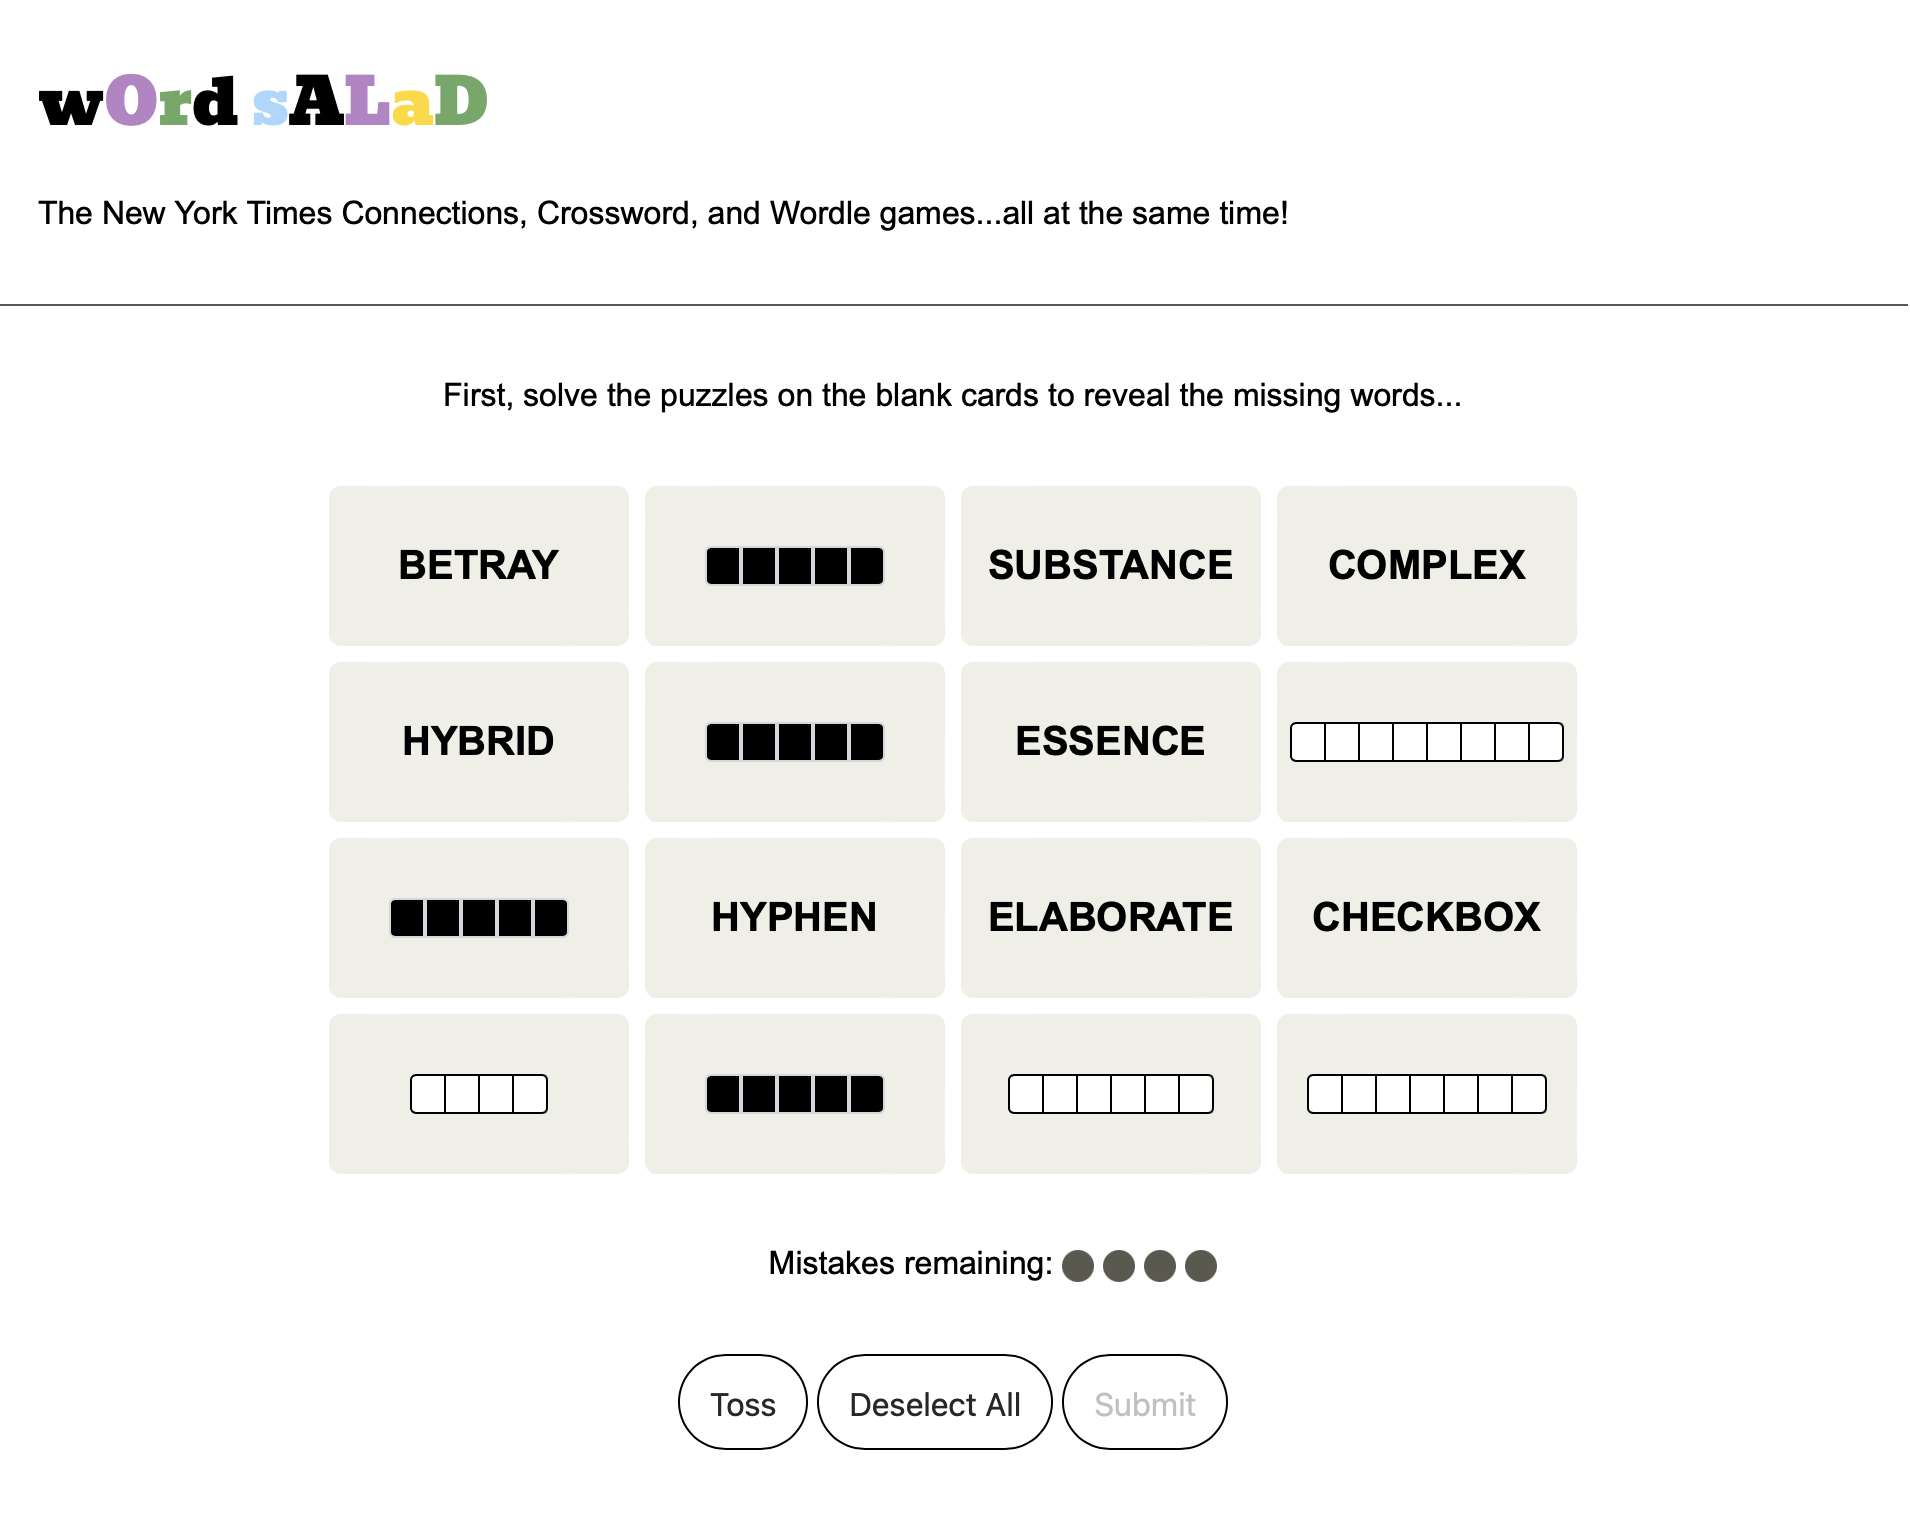 wOrd sALaD
The New York Times Connections, Crossword, and Wordle games...all at the same time!
First, solve the puzzles on the blank cards to reveal the missing words...
BETRAY SUBSTANCE COMPLEX
HYBRID ESSENCE
HYPHEN ELABORATE CHECKBOX
Mistakes remaining:
Toss Deselect All Submit